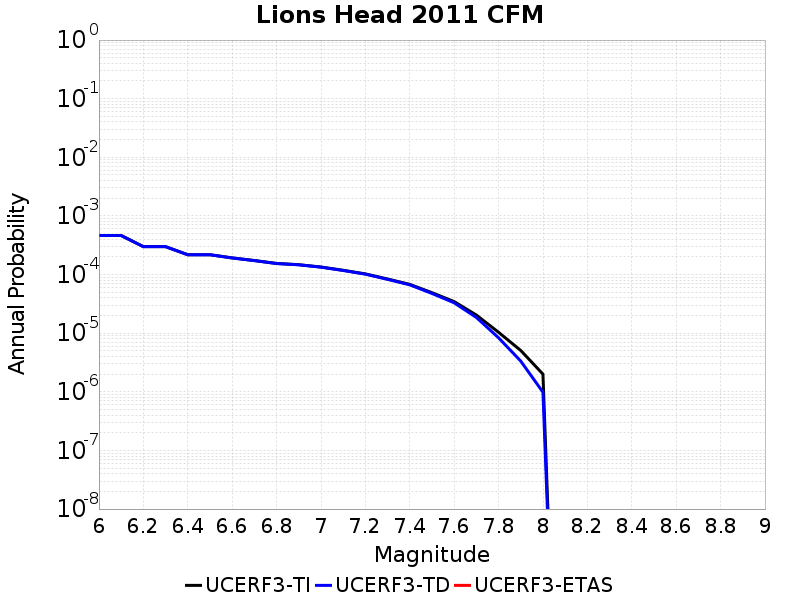 Lions Head 2011 CFM
10^0
10^-1
10^-2
10^-3
10^-4
10^-5
10^-6
10^-7
10^-8
Annual Probability
6 6.2 6.4 6.6 6.8 7 7.2 7.4 7.6 7.8 8 8.2 8.4 8.6 8.8 9
Magnitude
UCERF3-TI UCERF3-TD UCERF3-ETAS